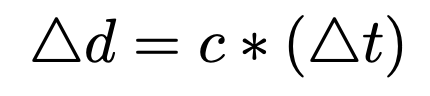 △d = c ∗ (△t)